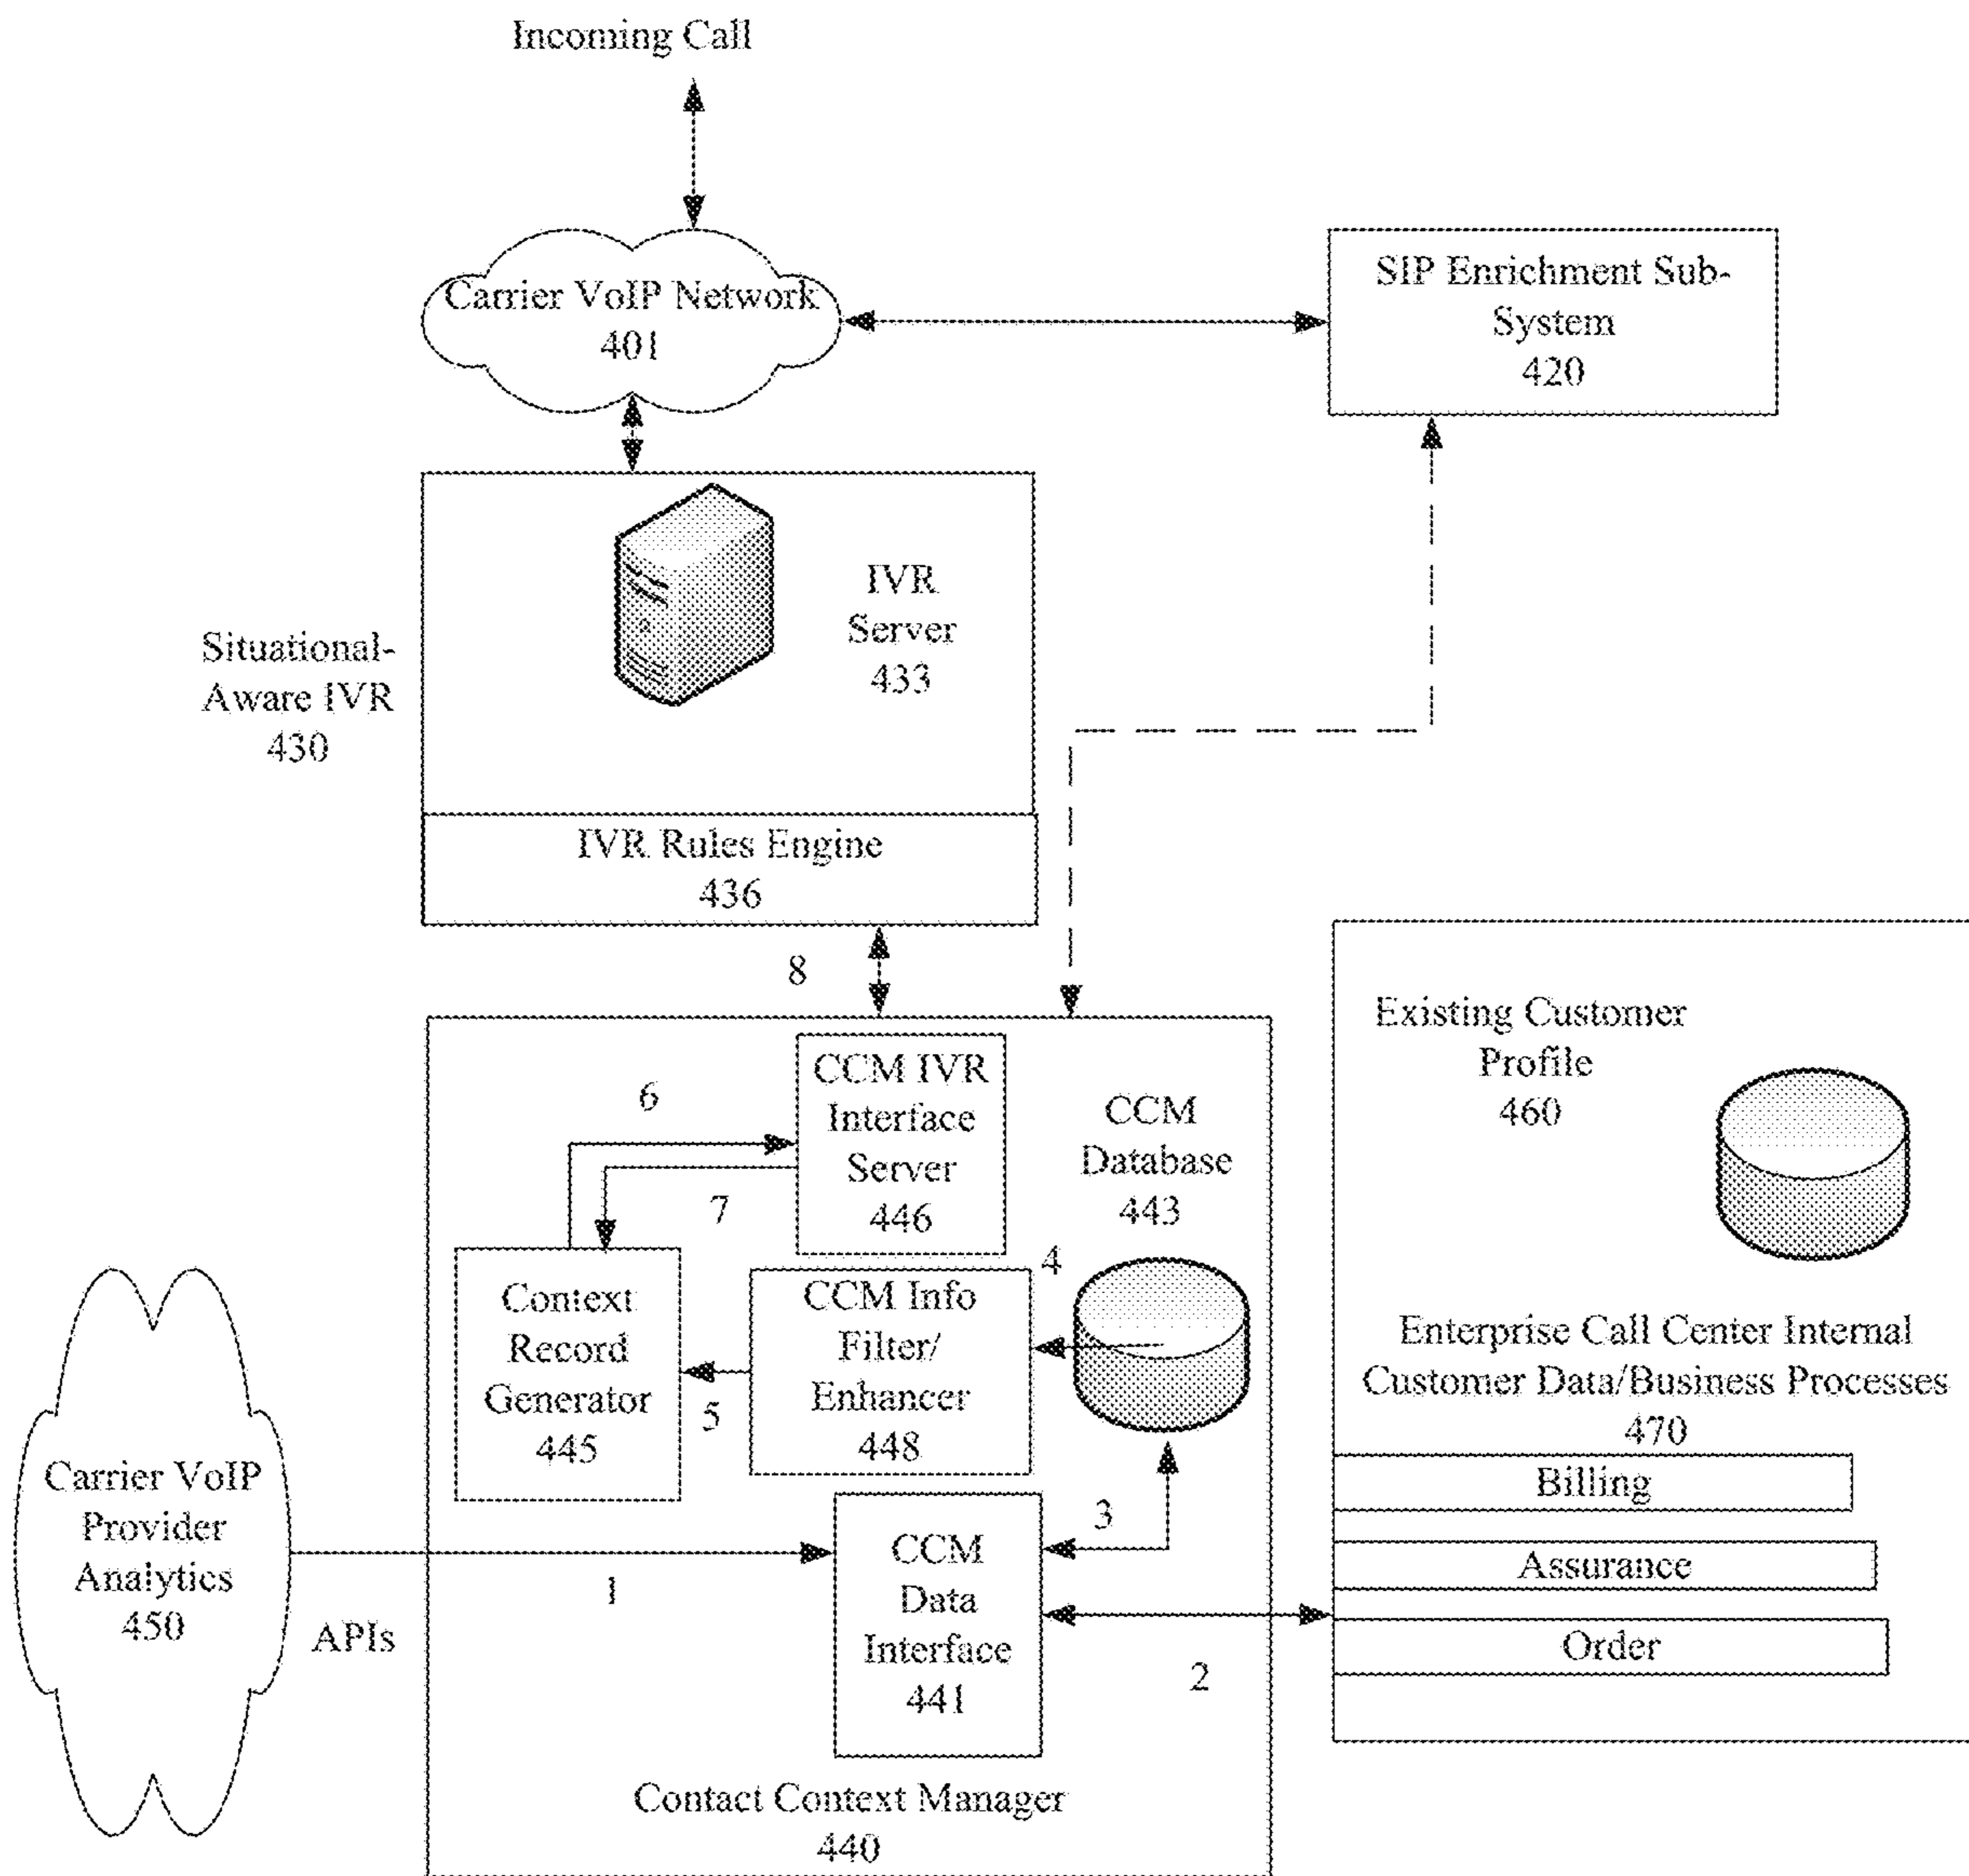 Incoming Call
Carrier VoIP Network
401
SIP Enrichment Sub-
System
420
IVR
Server
433
Situational-
Aware IVR
430
IVR Rules Engine
436
8
CCM IVR
Interface
Server
446
6
7
CCM
Database
443
4
Context
Record
Generator
445
5
CCM Info
Filter/
Enhancer
448
3
CCM
Data
Interface
441
1
2
Carrier VoIP
Provider
Analytics
450
APIs
Contact Context Manager
440
Existing Customer
Profile
460
Enterprise Call Center Internal
Customer Data/Business Processes
470
Billing
Assurance
Order